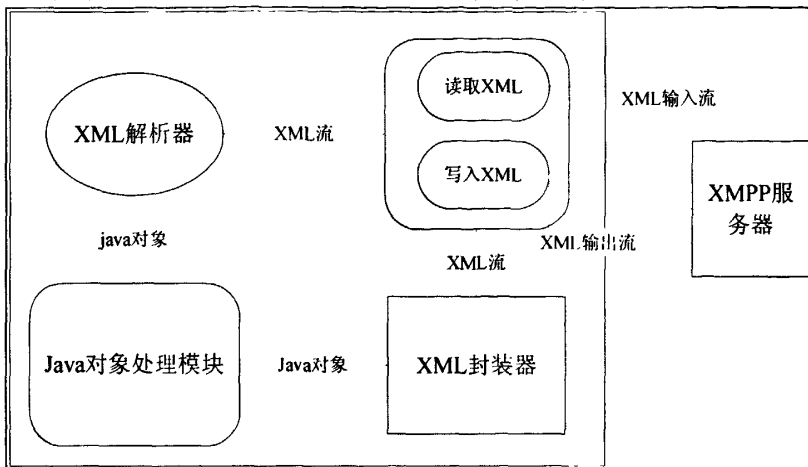 读取XML
XML输入流
XML解析器
XML流
写入XML
XMPP服
务器
java对象
XML输出流
XML流
Java对象处理模块
Java对象
XML封装器